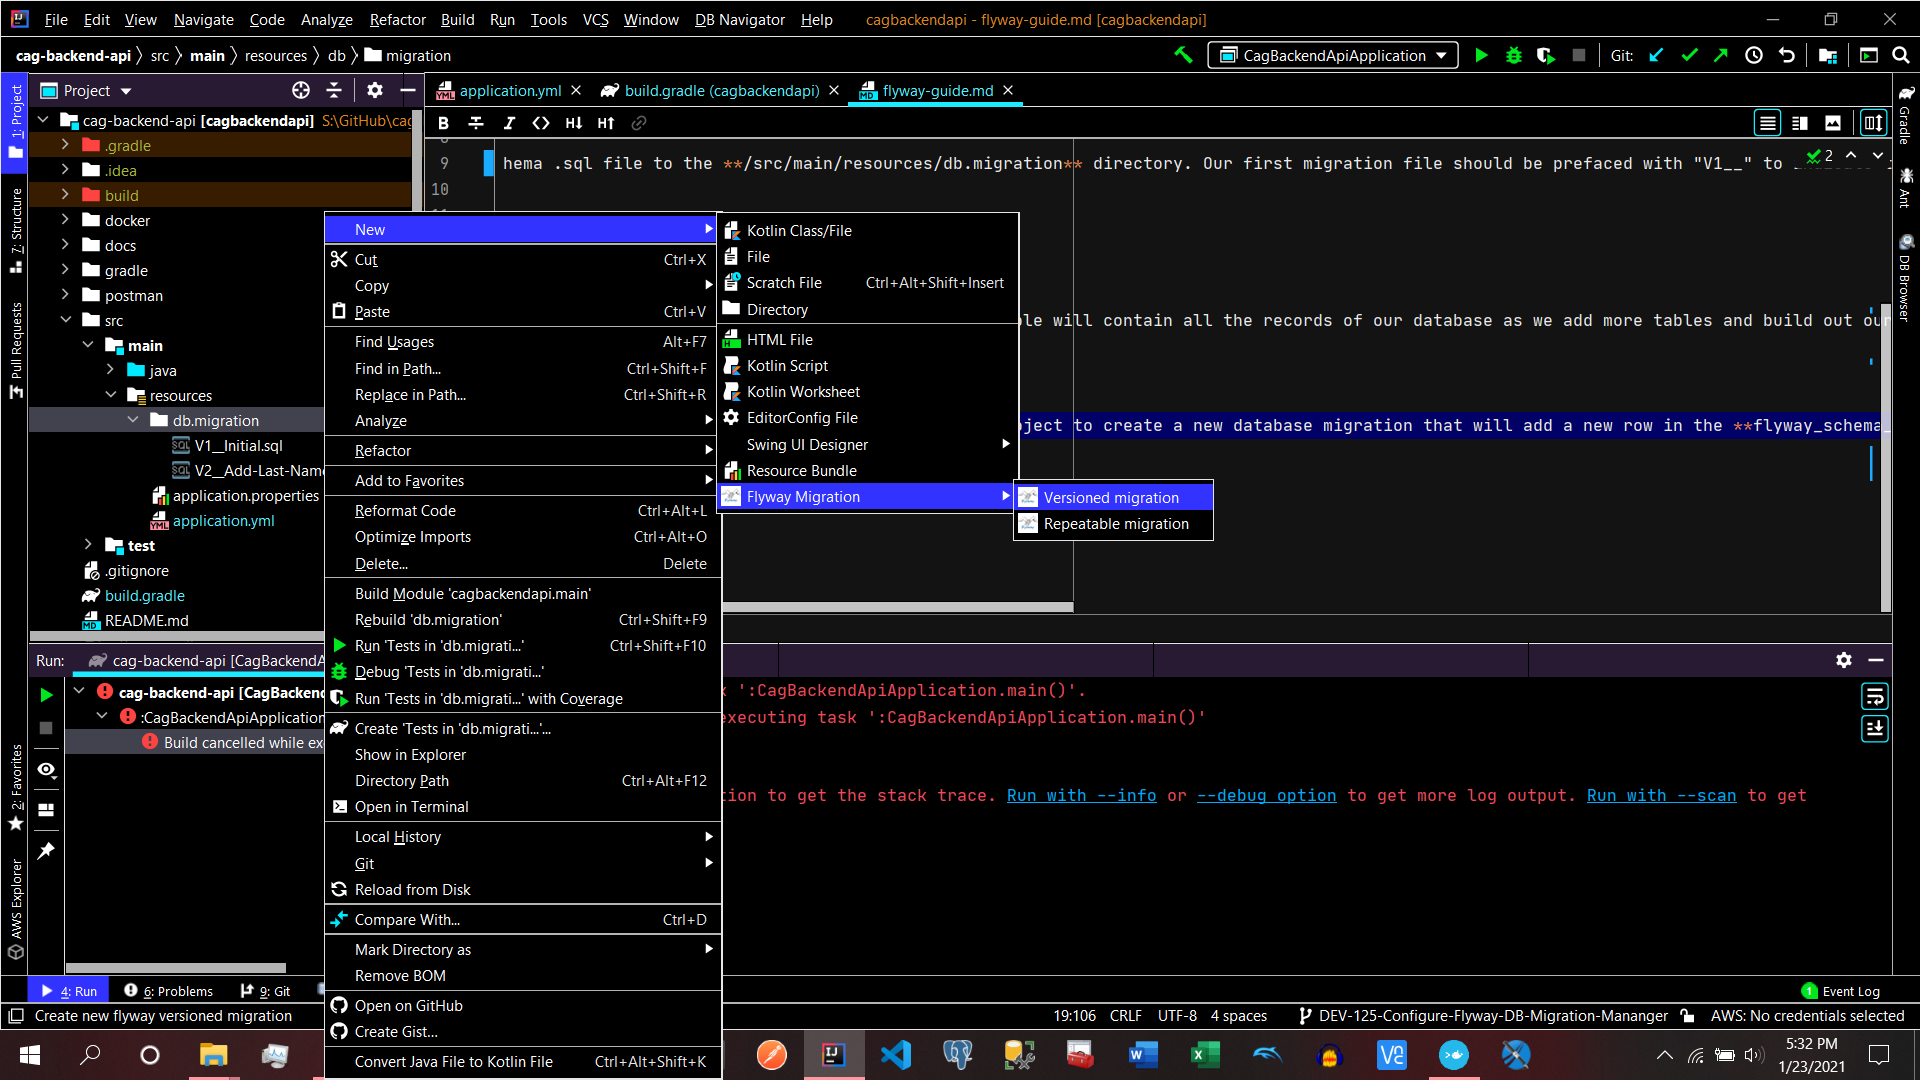 File Edit View Navigate Code Analyze Refactor Build Run Tools VCS Window DB Navigator Help cagbackendapi - flyway-guide.md [cagbackendapi]
cag-backend-api src main resources db migration CagBackendApiApplication Git:
Project application.yml build.gradle (cagbackendapi) flyway-guide.md
cag-backend-api [cagbackendapi] S:\GitHub\cag
.gradle
.idea
build
docker
docs
gradle
postman
src
main
java
resources
db.migration
V1__Initial.sql
V2__Add-Last-Name
application.properties
application.yml
test
.gitignore
build.gradle
README.md
1: Project
7: Structure
Pull Requests
2: Favorites
AWS Explorer
Gradle
Ant
DB Browser
B I H↓ H↑
9 hema .sql file to the **/src/main/resources/db.migration** directory. Our first migration file should be prefaced with "V1__" to 2
10
ole will contain all the records of our database as we add more tables and build out our
ject to create a new database migration that will add a new row in the **flyway_schema_
New
Cut Ctrl+X
Copy
Paste Ctrl+V
Find Usages Alt+F7
Find in Path... Ctrl+Shift+F
Replace in Path... Ctrl+Shift+R
Analyze
Refactor
Add to Favorites
Reformat Code Ctrl+Alt+L
Optimize Imports Ctrl+Alt+O
Delete... Delete
Build Module 'cagbackendapi.main'
Rebuild 'db.migration' Ctrl+Shift+F9
Run 'Tests in 'db.migrati...' Ctrl+Shift+F10
Debug 'Tests in 'db.migrati...'
Run 'Tests in 'db.migrati...' with Coverage
Create 'Tests in 'db.migrati...'...
Show in Explorer
Directory Path Ctrl+Alt+F12
Open in Terminal
Local History
Git
Reload from Disk
Compare With... Ctrl+D
Mark Directory as
Remove BOM
Open on GitHub
Create Gist...
Convert Java File to Kotlin File Ctrl+Alt+Shift+K
Kotlin Class/File
File
Scratch File Ctrl+Alt+Shift+Insert
Directory
HTML File
Kotlin Script
Kotlin Worksheet
EditorConfig File
Swing UI Designer
Resource Bundle
Flyway Migration
Versioned migration
Repeatable migration
Run: cag-backend-api [CagBackendA
cag-backend-api [CagBacken
:CagBackendApiApplication
Build cancelled while ex
':CagBackendApiApplication.main()'.
executing task ':CagBackendApiApplication.main()'
tion to get the stack trace. Run with --info or --debug option to get more log output. Run with --scan to get
4: Run 6: Problems 9: Git 1 Event Log
Create new flyway versioned migration 19:106 CRLF UTF-8 4 spaces DEV-125-Configure-Flyway-DB-Migration-Mananger AWS: No credentials selected
5:32 PM
1/23/2021